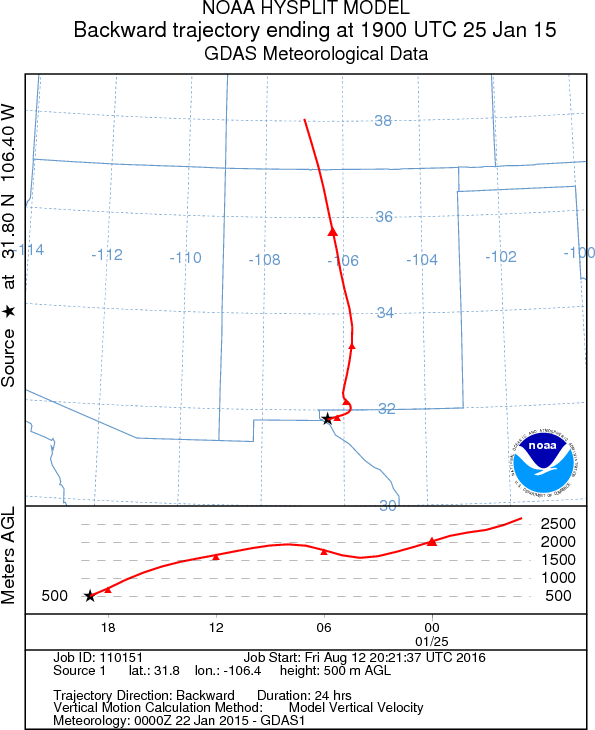 NOAA HYSPLIT MODEL
Backward trajectory ending at 1900 UTC 25 Jan 15
GDAS Meteorological Data
Source ★ at 31.80 N 106.40 W
38
36
-114
-112
-110
-108
-106
-104
-102
-100
34
32
30
noaa
Meters AGL
2500
2000
1500
1000
500
500
18
12
06
00
01/25
Job ID: 110151 Job Start: Fri Aug 12 20:21:37 UTC 2016
Source 1 lat.: 31.8 lon.: -106.4 height: 500 m AGL
Trajectory Direction: Backward Duration: 24 hrs
Vertical Motion Calculation Method: Model Vertical Velocity
Meteorology: 0000Z 22 Jan 2015 - GDAS1